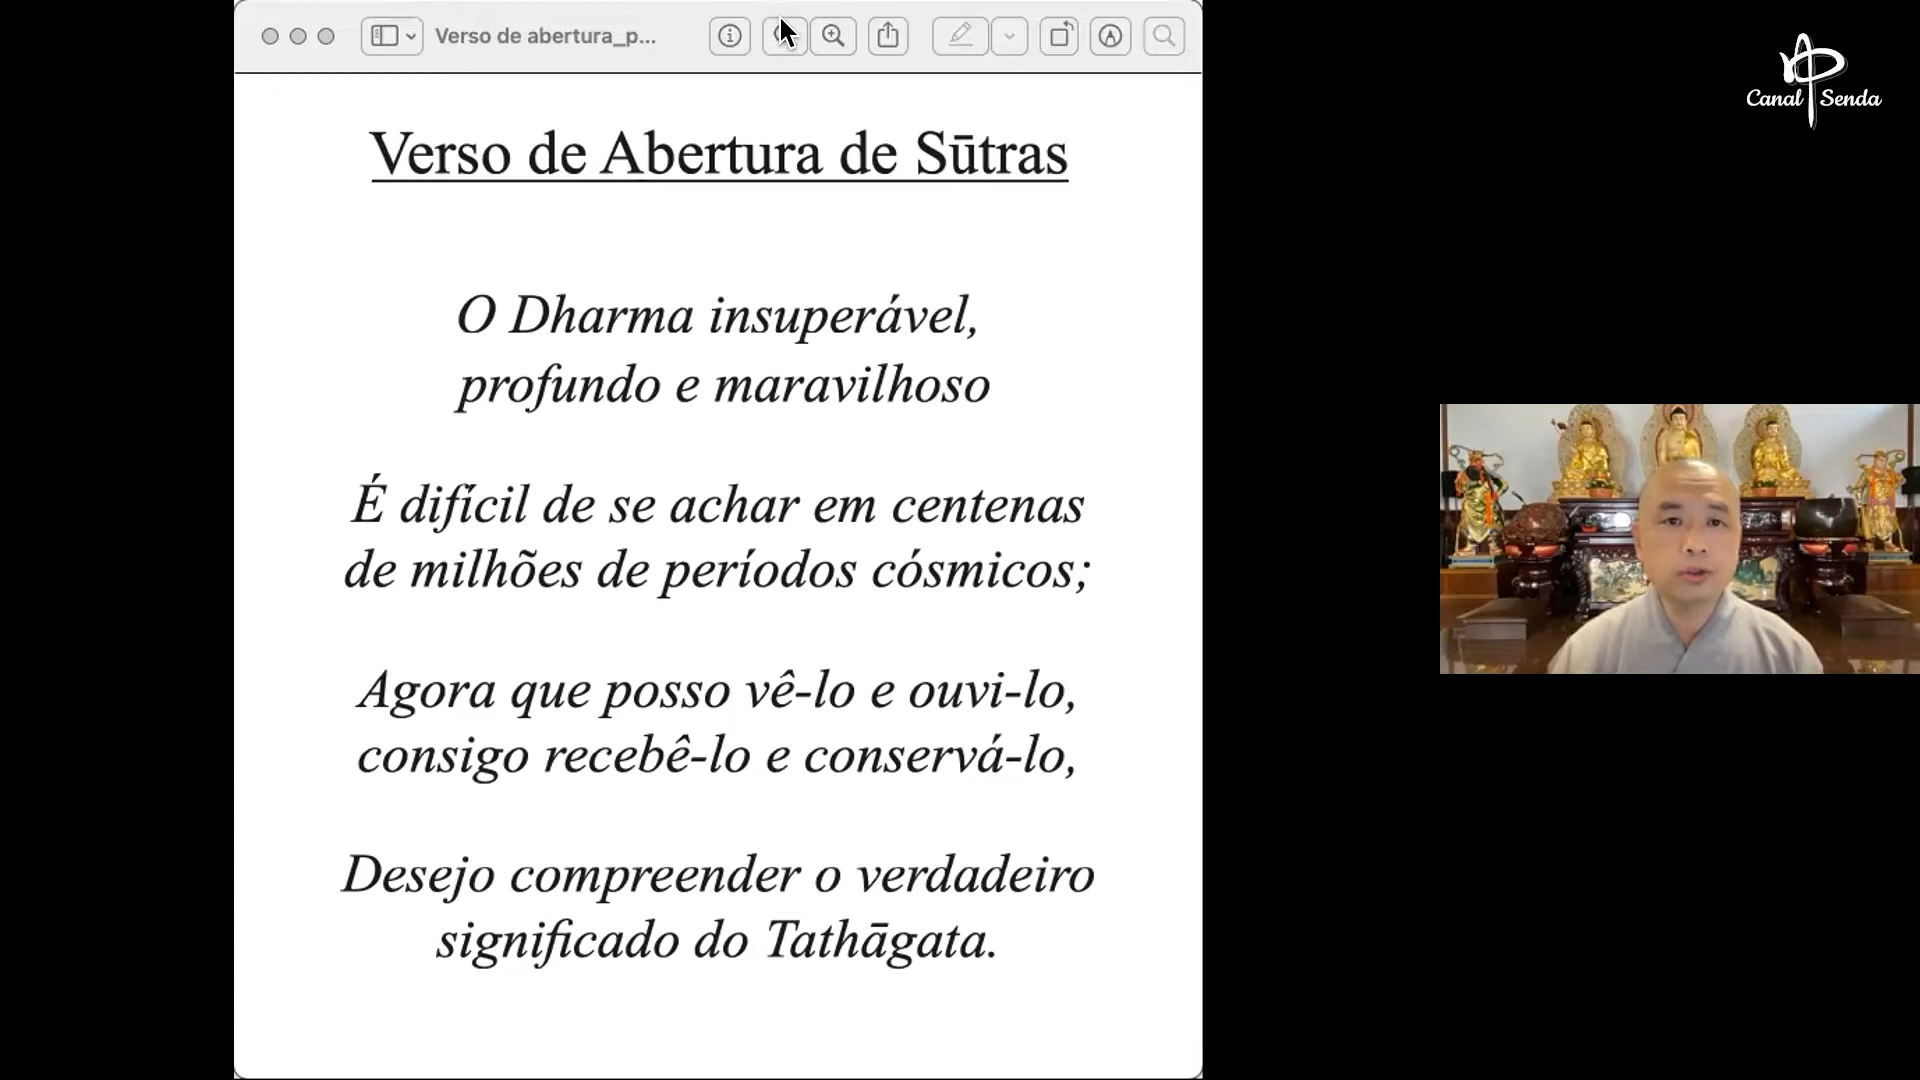 Verso de abertura_p...
Canal Senda
Verso de Abertura de Sūtras
O Dharma insuperável,
profundo e maravilhoso
É difícil de se achar em centenas
de milhões de períodos cósmicos;
Agora que posso vê-lo e ouvi-lo,
consigo recebê-lo e conservá-lo,
Desejo compreender o verdadeiro
significado do Tathāgata.